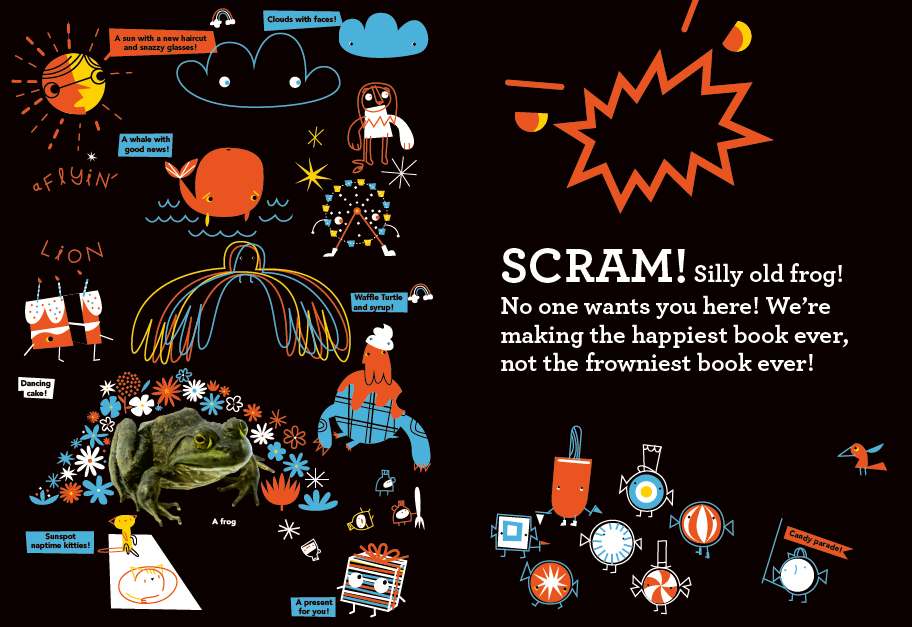 A sun with a new haircut
and snazzy glasses!
Clouds with faces!
A whale with
good news!
a FLYiN'
LiON
Waffle Turtle
and syrup!
Dancing
cake!
A frog
Sunspot
naptime kitties!
A present
for you!
SCRAM! Silly old frog!
No one wants you here! We’re
making the happiest book ever,
not the frowniest book ever!
Candy parade!